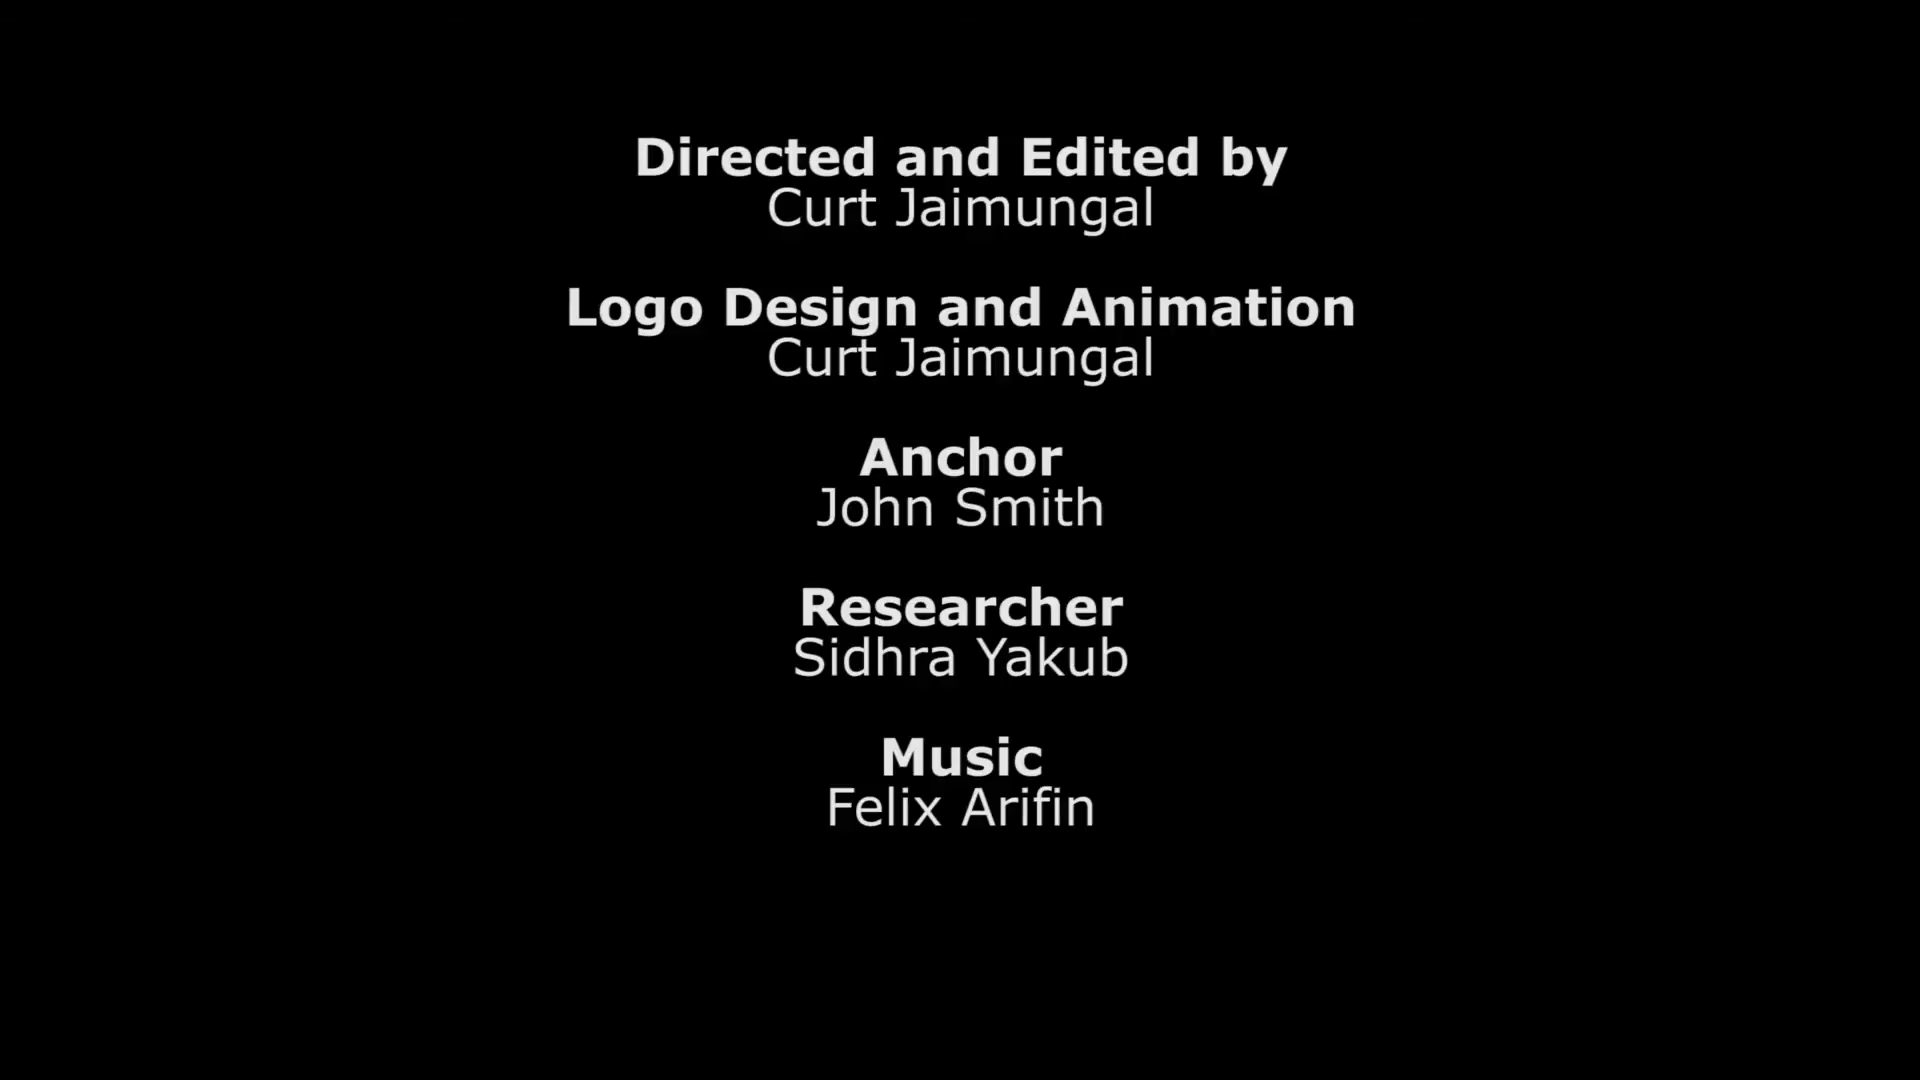 Directed and Edited by
Curt Jaimungal
Logo Design and Animation
Curt Jaimungal
Anchor
John Smith
Researcher
Sidhra Yakub
Music
Felix Arifin